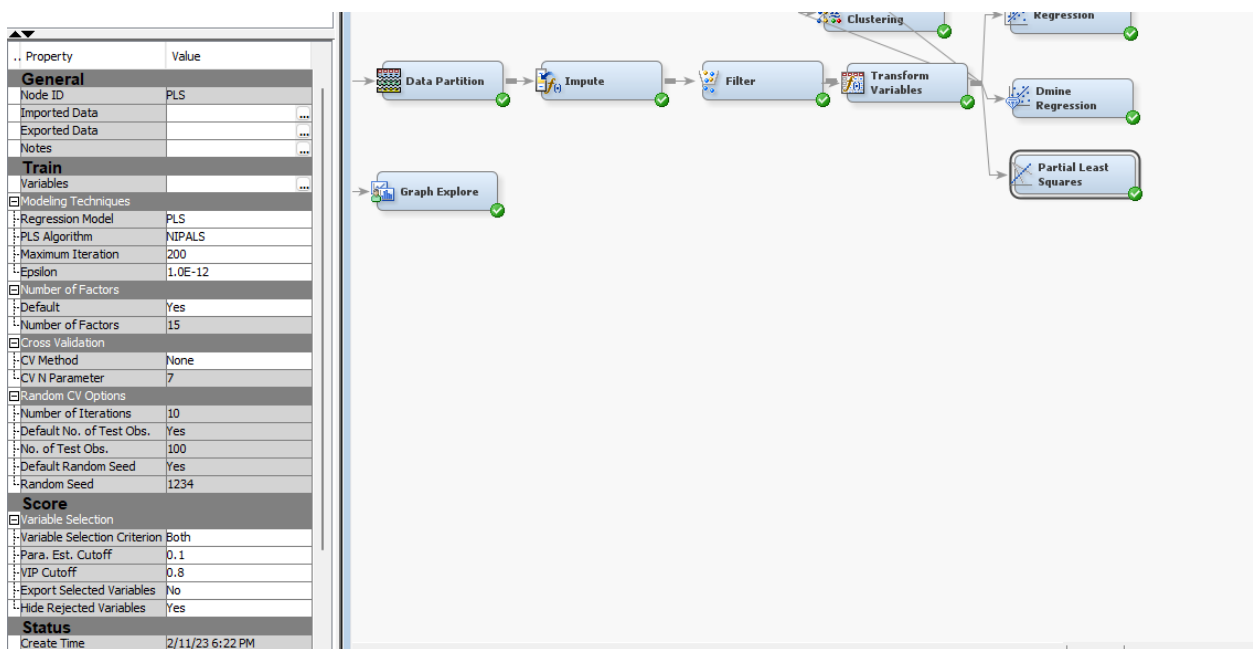 .. Property Value
General
Node ID PLS
Imported Data ...
Exported Data ...
Notes ...
Train
Variables ...
Modeling Techniques
Regression Model PLS
PLS Algorithm NIPALS
Maximum Iteration 200
Epsilon 1.0E-12
Number of Factors
Default Yes
Number of Factors 15
Cross Validation
CV Method None
CV N Parameter 7
Random CV Options
Number of Iterations 10
Default No. of Test Obs. Yes
No. of Test Obs. 100
Default Random Seed Yes
Random Seed 1234
Score
Variable Selection
Variable Selection Criterion Both
Para. Est. Cutoff 0.1
VIP Cutoff 0.8
Export Selected Variables No
Hide Rejected Variables Yes
Status
Create Time 2/11/23 6:22 PM
Clustering
Regression
Data Partition
Impute
Filter
Transform
Variables
Dmine
Regression
Partial Least
Squares
Graph Explore